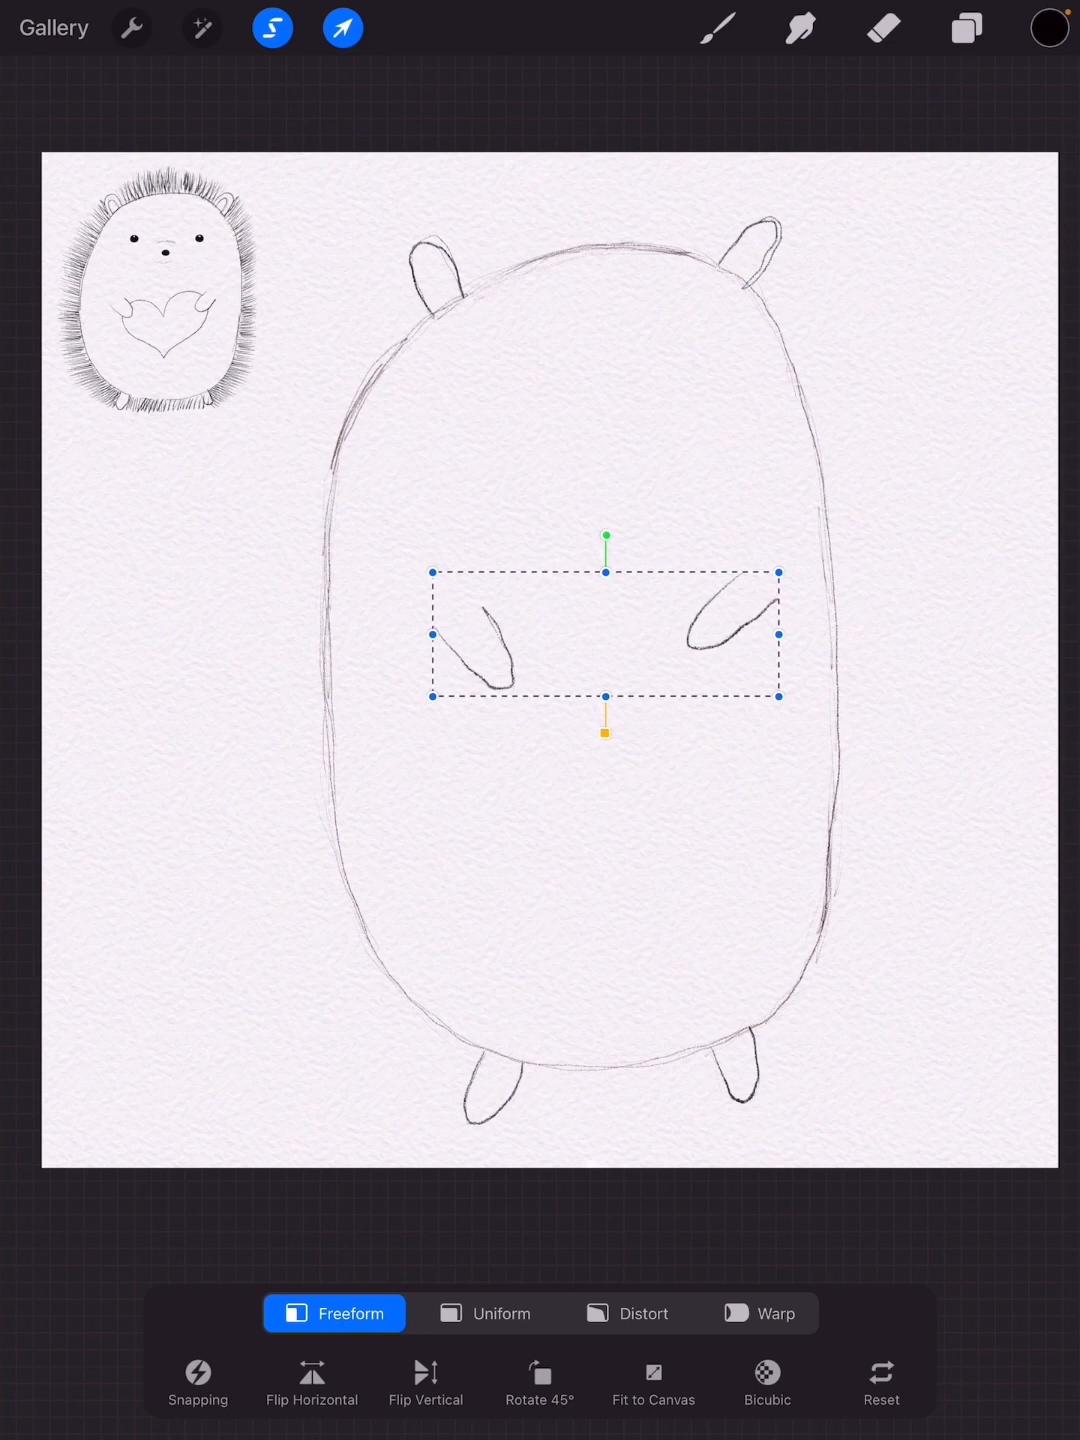 Gallery
Freeform Uniform Distort Warp
Snapping Flip Horizontal Flip Vertical Rotate 45° Fit to Canvas Bicubic Reset